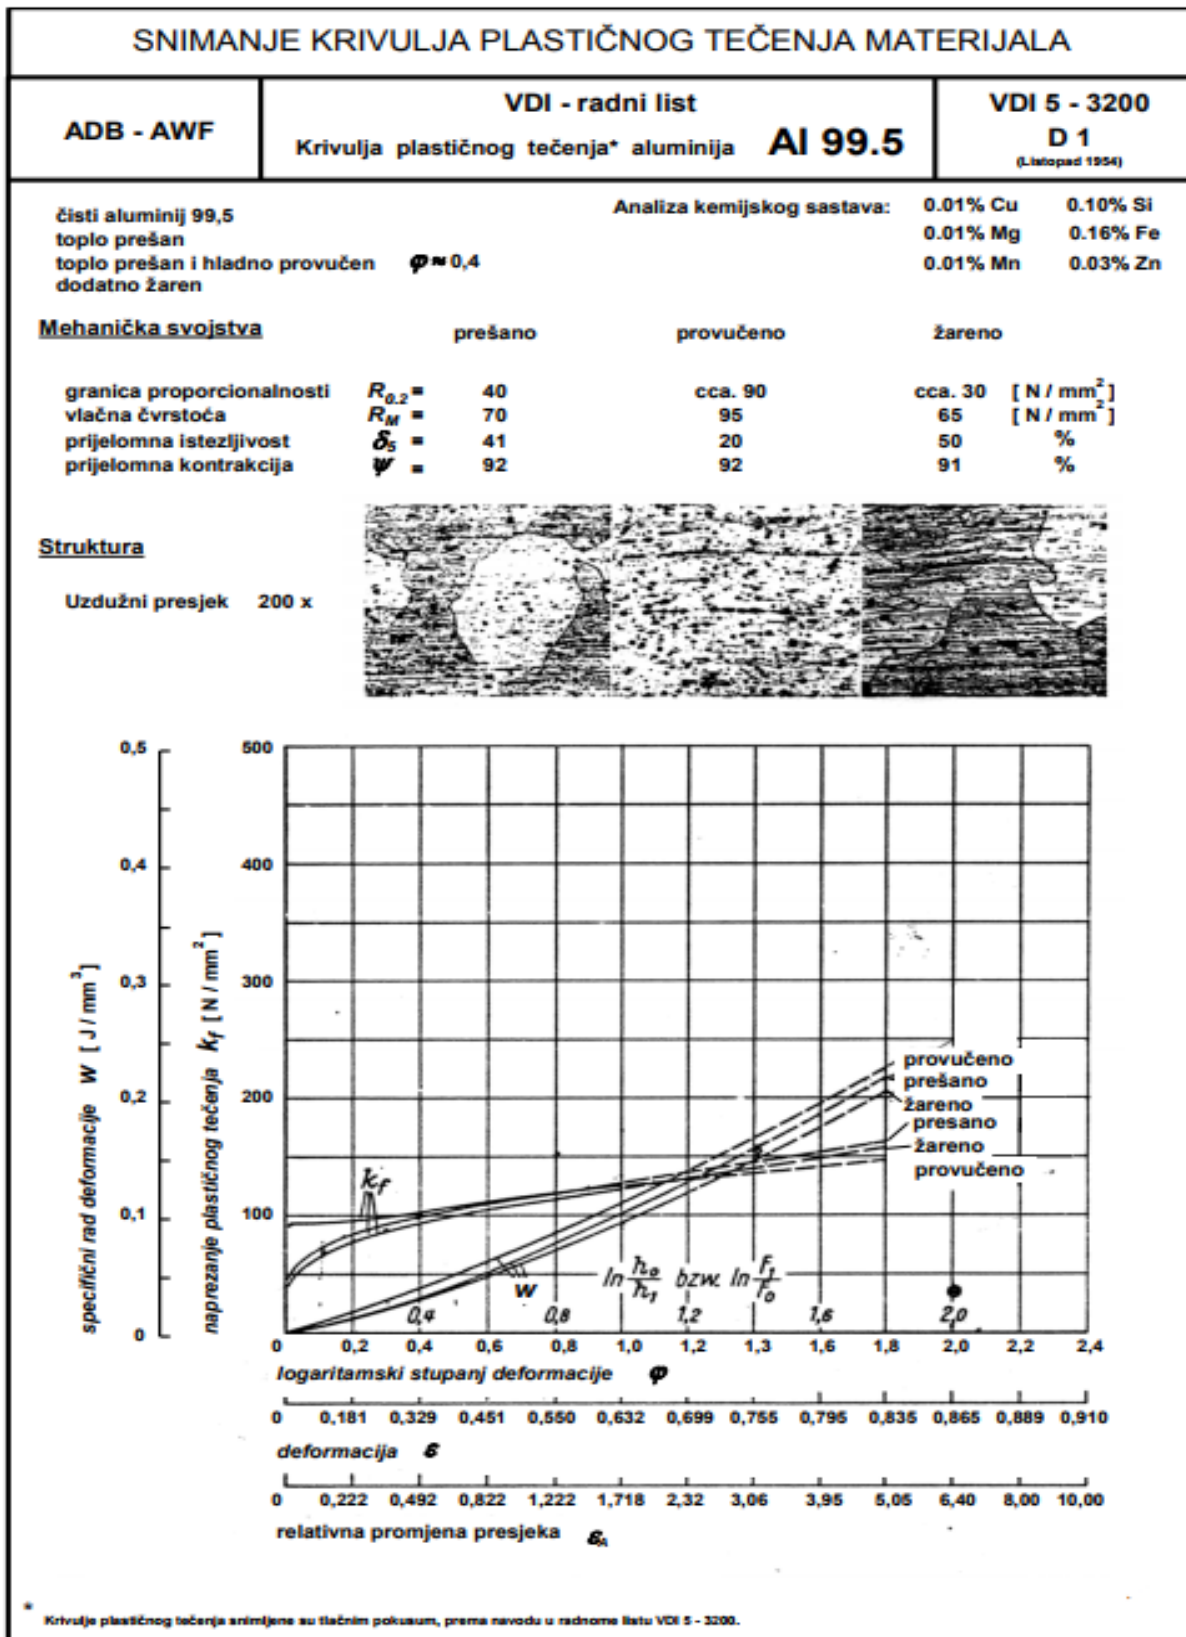 SNIMANJE KRIVULJA PLASTIČNOG TEČENJA MATERIJALA
ADB - AWF
VDI - radni list
Krivulja plastičnog tečenja* aluminija Al 99.5
VDI 5 - 3200
D 1
(Listopad 1954)
čisti aluminij 99,5
toplo prešan
toplo prešan i hladno provučen φ≈0,4
dodatno žaren
Analiza kemijskog sastava: 0.01% Cu 0.10% Si
0.01% Mg 0.16% Fe
0.01% Mn 0.03% Zn
Mehanička svojstva prešano provučeno žareno
granica proporcionalnosti R0.2 = 40 cca. 90 cca. 30 [ N / mm² ]
vlačna čvrstoća RM = 70 95 65 [ N / mm² ]
prijelomna istezljivost δ5 = 41 20 50 %
prijelomna kontrakcija ψ = 92 92 91 %
Struktura
Uzdužni presjek 200 x
specifični rad deformacije W [ J / mm³ ]
0,5
0,4
0,3
0,2
0,1
0
naprezanje plastičnog tečenja kf [ N / mm² ]
500
400
300
200
100
kf
W
provučeno
prešano
žareno
presano
žareno
provučeno
ln h0/h1 bzw. ln F1/F0
0,4 0,8 1,2 1,6 2,0
0 0,2 0,4 0,6 0,8 1,0 1,2 1,3 1,6 1,8 2,0 2,2 2,4
logaritamski stupanj deformacije φ
0 0,181 0,329 0,451 0,550 0,632 0,699 0,755 0,795 0,835 0,865 0,889 0,910
deformacija ε
0 0,222 0,492 0,822 1,222 1,718 2,32 3,06 3,95 5,05 6,40 8,00 10,00
relativna promjena presjeka εA
* Krivulje plastičnog tečenja snimljene su tlačnim pokusum, prema navodu u radnome listu VDI 5 - 3200.